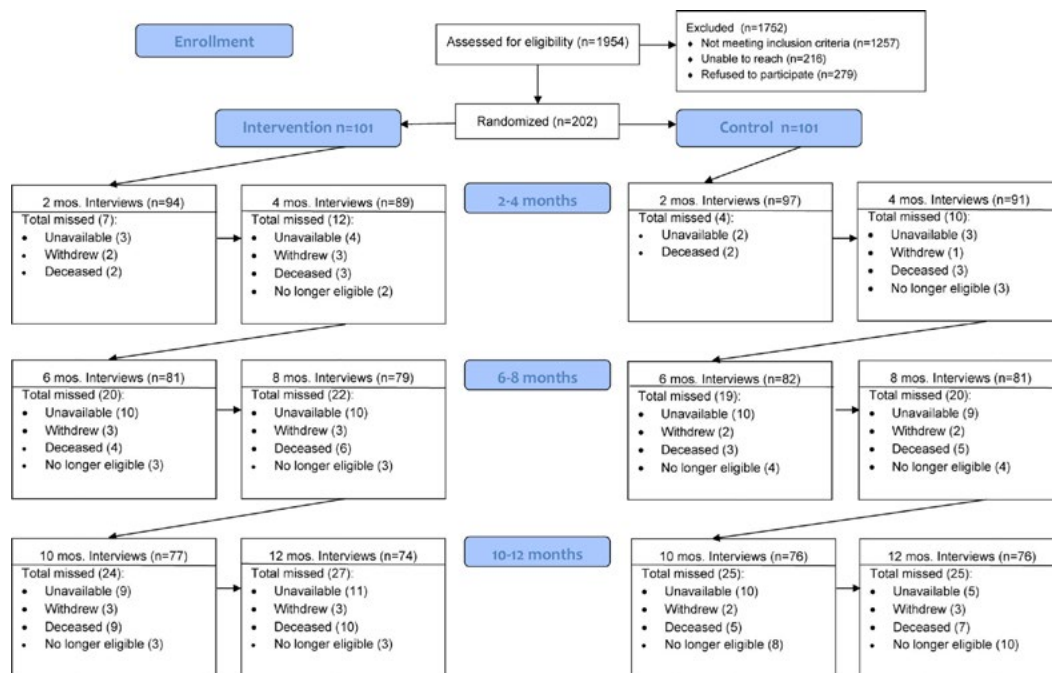 Enrollment
Assessed for eligibility (n=1954)
Excluded (n=1752)
♦ Not meeting inclusion criteria (n=1257)
♦ Unable to reach (n=216)
♦ Refused to participate (n=279)
Intervention n=101
Randomized (n=202)
Control n=101
2-4 months
2 mos. Interviews (n=94)
Total missed (7):
• Unavailable (3)
• Withdrew (2)
• Deceased (2)
4 mos. Interviews (n=89)
Total missed (12):
• Unavailable (4)
• Withdrew (3)
• Deceased (3)
• No longer eligible (2)
2 mos. Interviews (n=97)
Total missed (4):
• Unavailable (2)
• Deceased (2)
4 mos. Interviews (n=91)
Total missed (10):
• Unavailable (3)
• Withdrew (1)
• Deceased (3)
• No longer eligible (3)
6-8 months
6 mos. Interviews (n=81)
Total missed (20):
• Unavailable (10)
• Withdrew (3)
• Deceased (4)
• No longer eligible (3)
8 mos. Interviews (n=79)
Total missed (22):
• Unavailable (10)
• Withdrew (3)
• Deceased (6)
• No longer eligible (3)
6 mos. Interviews (n=82)
Total missed (19):
• Unavailable (10)
• Withdrew (2)
• Deceased (3)
• No longer eligible (4)
8 mos. Interviews (n=81)
Total missed (20):
• Unavailable (9)
• Withdrew (2)
• Deceased (5)
• No longer eligible (4)
10-12 months
10 mos. Interviews (n=77)
Total missed (24):
• Unavailable (9)
• Withdrew (3)
• Deceased (9)
• No longer eligible (3)
12 mos. Interviews (n=74)
Total missed (27):
• Unavailable (11)
• Withdrew (3)
• Deceased (10)
• No longer eligible (3)
10 mos. Interviews (n=76)
Total missed (25):
• Unavailable (10)
• Withdrew (2)
• Deceased (5)
• No longer eligible (8)
12 mos. Interviews (n=76)
Total missed (25):
• Unavailable (5)
• Withdrew (3)
• Deceased (7)
• No longer eligible (10)